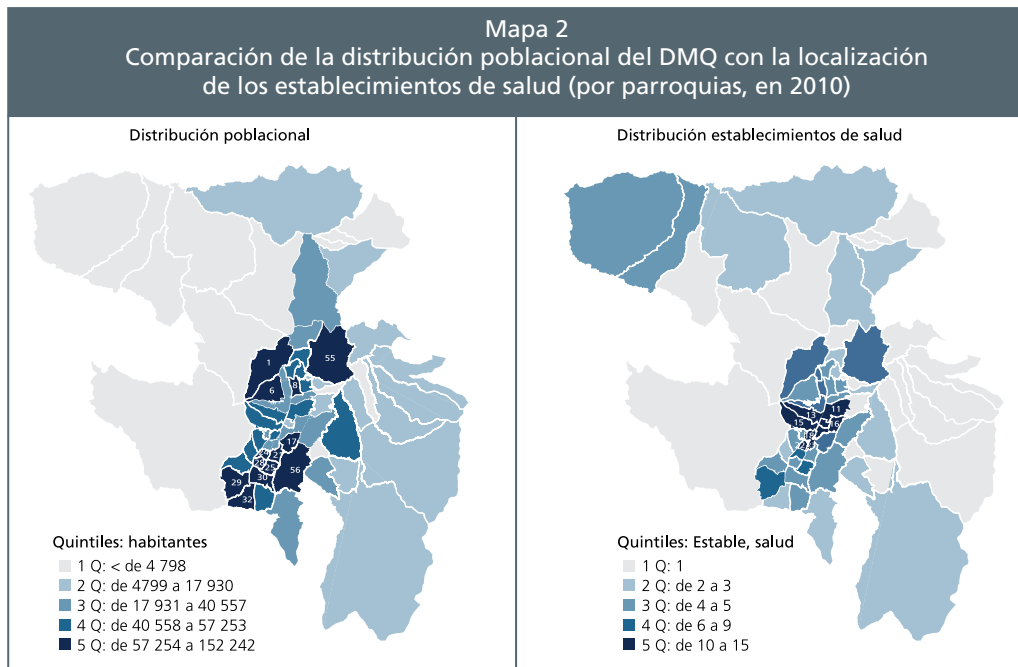 Mapa 2
Comparación de la distribución poblacional del DMQ con la localización
de los establecimientos de salud (por parroquias, en 2010)
Distribución poblacional
1
55
6
8
17
28
25
56
29
30
32
Quintiles: habitantes
1 Q: < de 4 798
2 Q: de 4799 a 17 930
3 Q: de 17 931 a 40 557
4 Q: de 40 558 a 57 253
5 Q: de 57 254 a 152 242
Distribución establecimientos de salud
11
13
15
16
Quintiles: Estable, salud
1 Q: 1
2 Q: de 2 a 3
3 Q: de 4 a 5
4 Q: de 6 a 9
5 Q: de 10 a 15